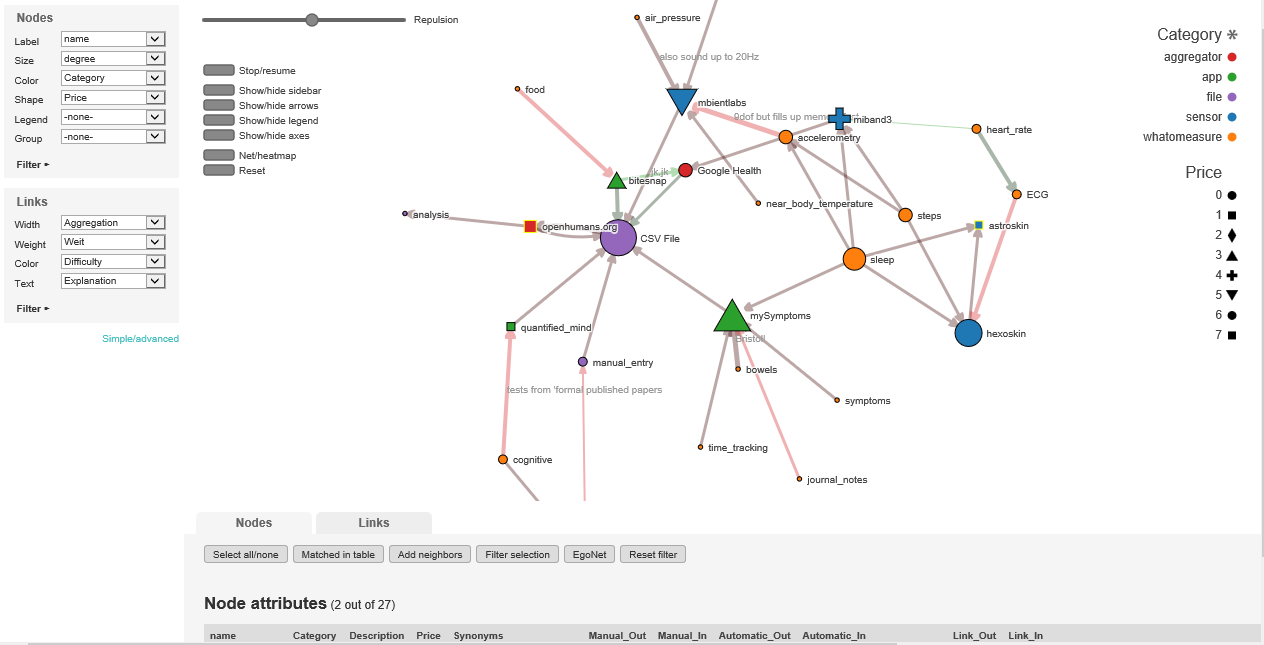 Nodes
Label name
Size degree
Color Category
Shape Price
Legend -none-
Group -none-
Filter
Links
Width Aggregation
Weight Weit
Color Difficulty
Text Explanation
Filter
Simple/advanced
Repulsion
Stop/resume
Show/hide sidebar
Show/hide arrows
Show/hide legend
Show/hide axes
Net/heatmap
Reset
air_pressure
also sound up to 20Hz
food
mbientlabs
9dof but fills up mem
miband3
accelerometry
heart_rate
jk.jk
Google Health
bitesnap
ECG
near_body_temperature
analysis
steps
openhumans.org
astroskin
CSV File
sleep
mySymptoms
quantified_mind
hexoskin
Bristoll
manual_entry
bowels
tests from 'formal published papers
symptoms
time_tracking
cognitive
journal_notes
Category
aggregator
app
file
sensor
whatomeasure
Price
0
1
2
3
4
5
6
7
Nodes
Links
Select all/none
Matched in table
Add neighbors
Filter selection
EgoNet
Reset filter
Node attributes (2 out of 27)
name Category Description Price Synonyms Manual_Out Manual_In Automatic_Out Automatic_In Link_Out Link_In